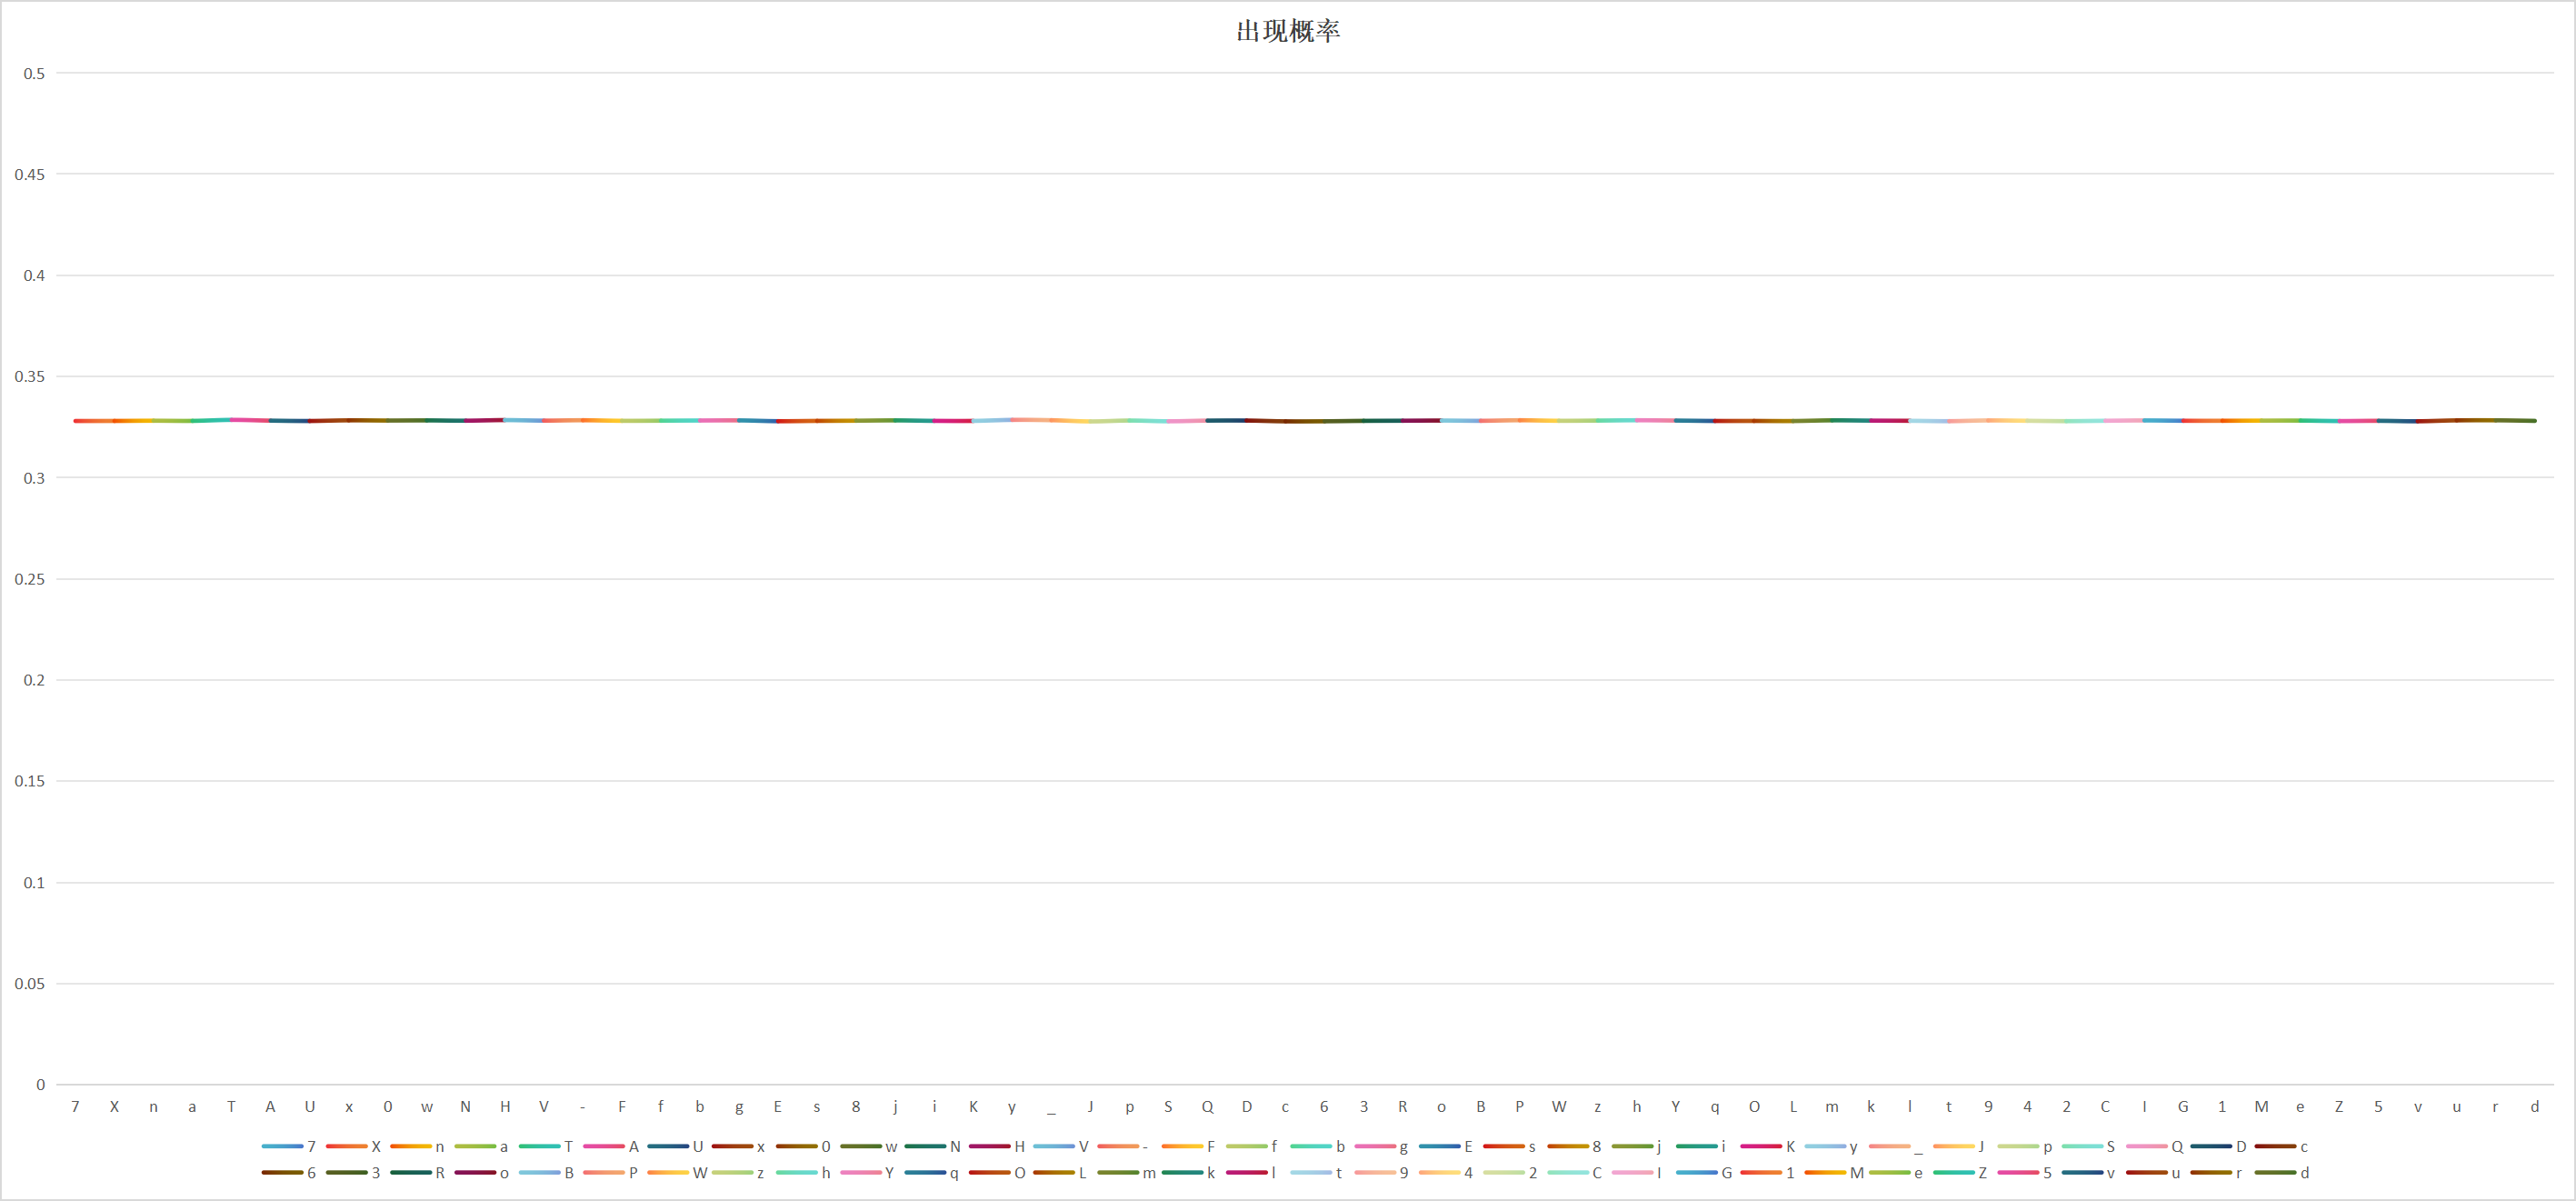 出现概率
0.5
0.45
0.4
0.35
0.3
0.25
0.2
0.15
0.1
0.05
0
7 X n a T A U x 0 w N H V - F f b g E s 8 j i K y _ J p S Q D c 6 3 R o B P W z h Y q O L m k l t 9 4 2 C I G 1 M e Z 5 v u r d
7 X n a T A U x 0 w N H V - F f b g E s 8 j i K y _ J p S Q D c
6 3 R o B P W z h Y q O L m k l t 9 4 2 C I G 1 M e Z 5 v u r d